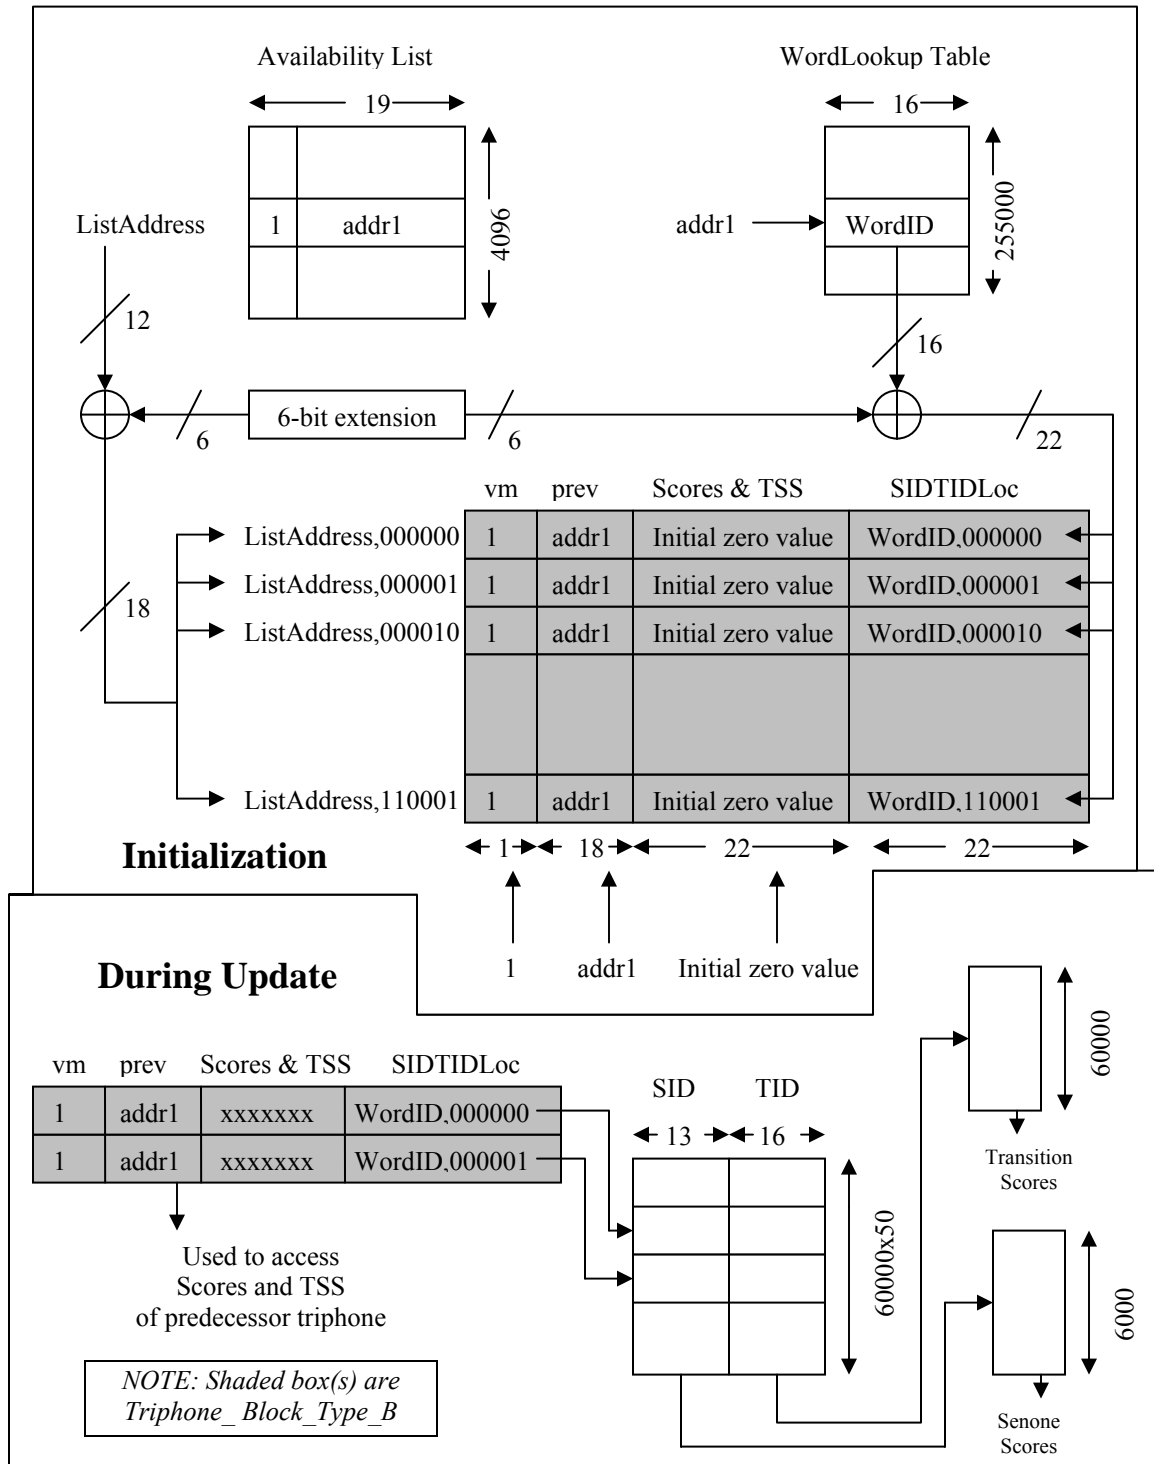 Availability List
WordLookup Table
19
16
ListAddress
1 addr1
4096
addr1
WordID
255000
12
16
6-bit extension
6
6
22
vm prev Scores & TSS SIDTIDLoc
ListAddress,000000 1 addr1 Initial zero value WordID,000000
ListAddress,000001 1 addr1 Initial zero value WordID,000001
18
ListAddress,000010 1 addr1 Initial zero value WordID,000010
ListAddress,110001 1 addr1 Initial zero value WordID,110001
1 18 22 22
Initialization
1 addr1 Initial zero value
During Update
60000
vm prev Scores & TSS SIDTIDLoc
SID TID
1 addr1 xxxxxxx WordID,000000
13 16
1 addr1 xxxxxxx WordID,000001
Transition
Scores
60000x50
Used to access
Scores and TSS
of predecessor triphone
6000
NOTE: Shaded box(s) are
Triphone_ Block_Type_B
Senone
Scores